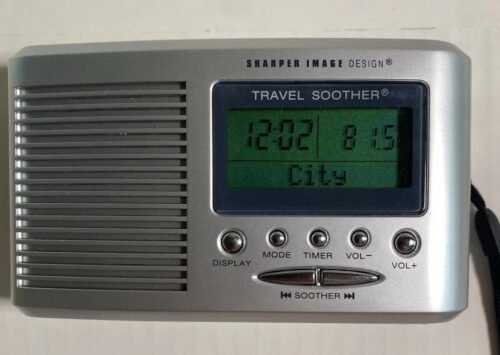 SHARPER IMAGE DESIGN®
TRAVEL SOOTHER®
12:02 81.5
City
DISPLAY MODE TIMER VOL– VOL+
⏮ SOOTHER ⏭